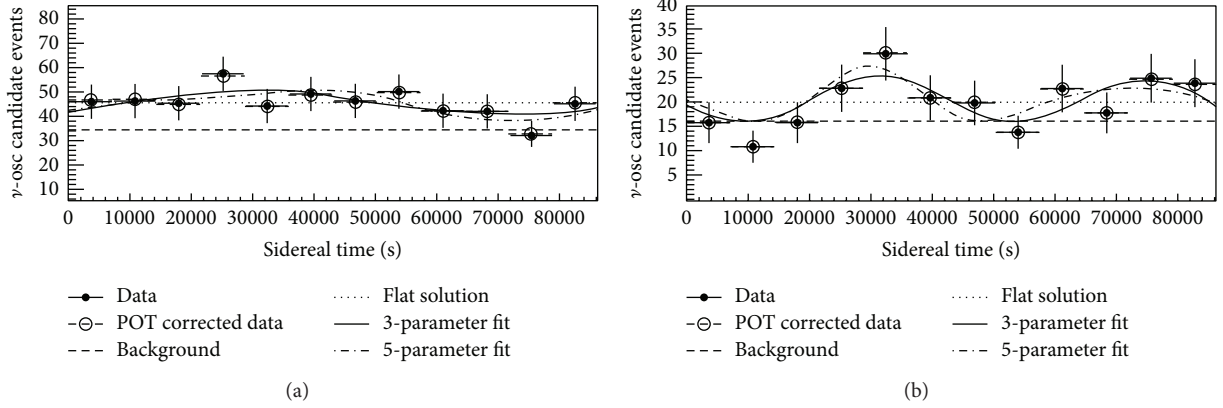 80
70
60
50
40
30
20
10
0 10000 20000 30000 40000 50000 60000 70000 80000
ν-osc candidate events
Sidereal time (s)
Data
POT corrected data
Background
Flat solution
3-parameter fit
5-parameter fit
(a)
40
35
30
25
20
15
10
5
0 10000 20000 30000 40000 50000 60000 70000 80000
ν-osc candidate events
Sidereal time (s)
Data
POT corrected data
Background
Flat solution
3-parameter fit
5-parameter fit
(b)